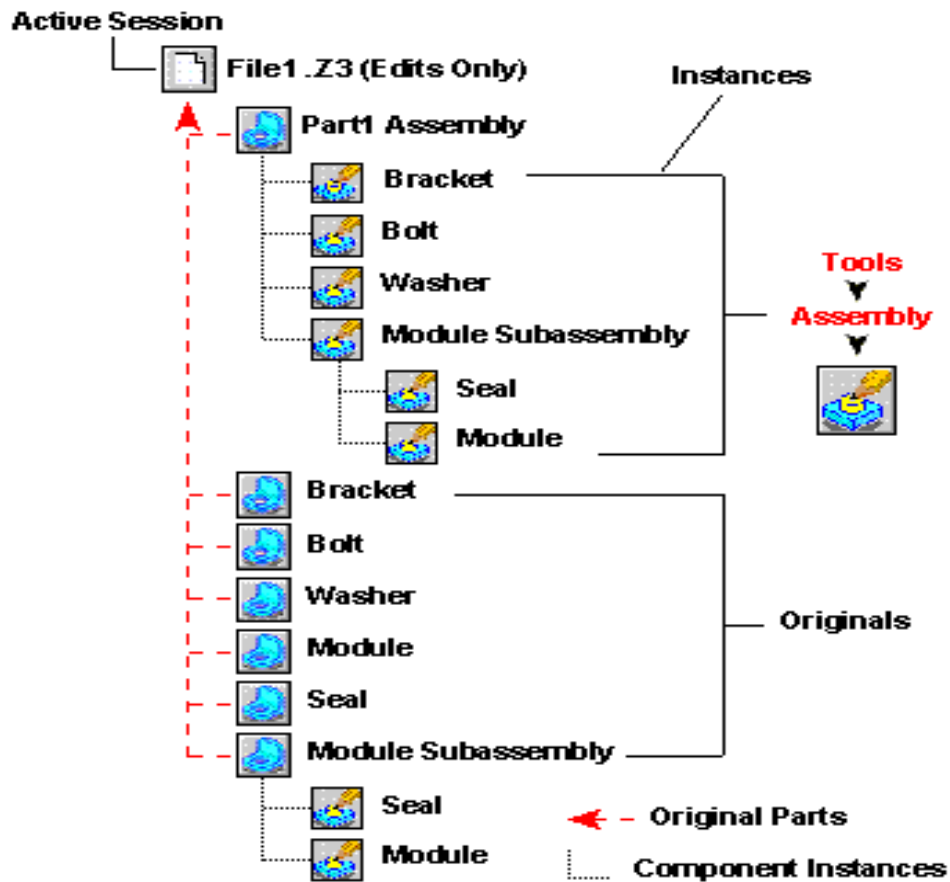 Active Session
File1 .Z3 (Edits Only)
Instances
Part1 Assembly
Bracket
Bolt
Washer
Module Subassembly
Seal
Module
Tools
Assembly
Bracket
Bolt
Washer
Module
Seal
Module Subassembly
Originals
Seal
Module
Original Parts
Component Instances